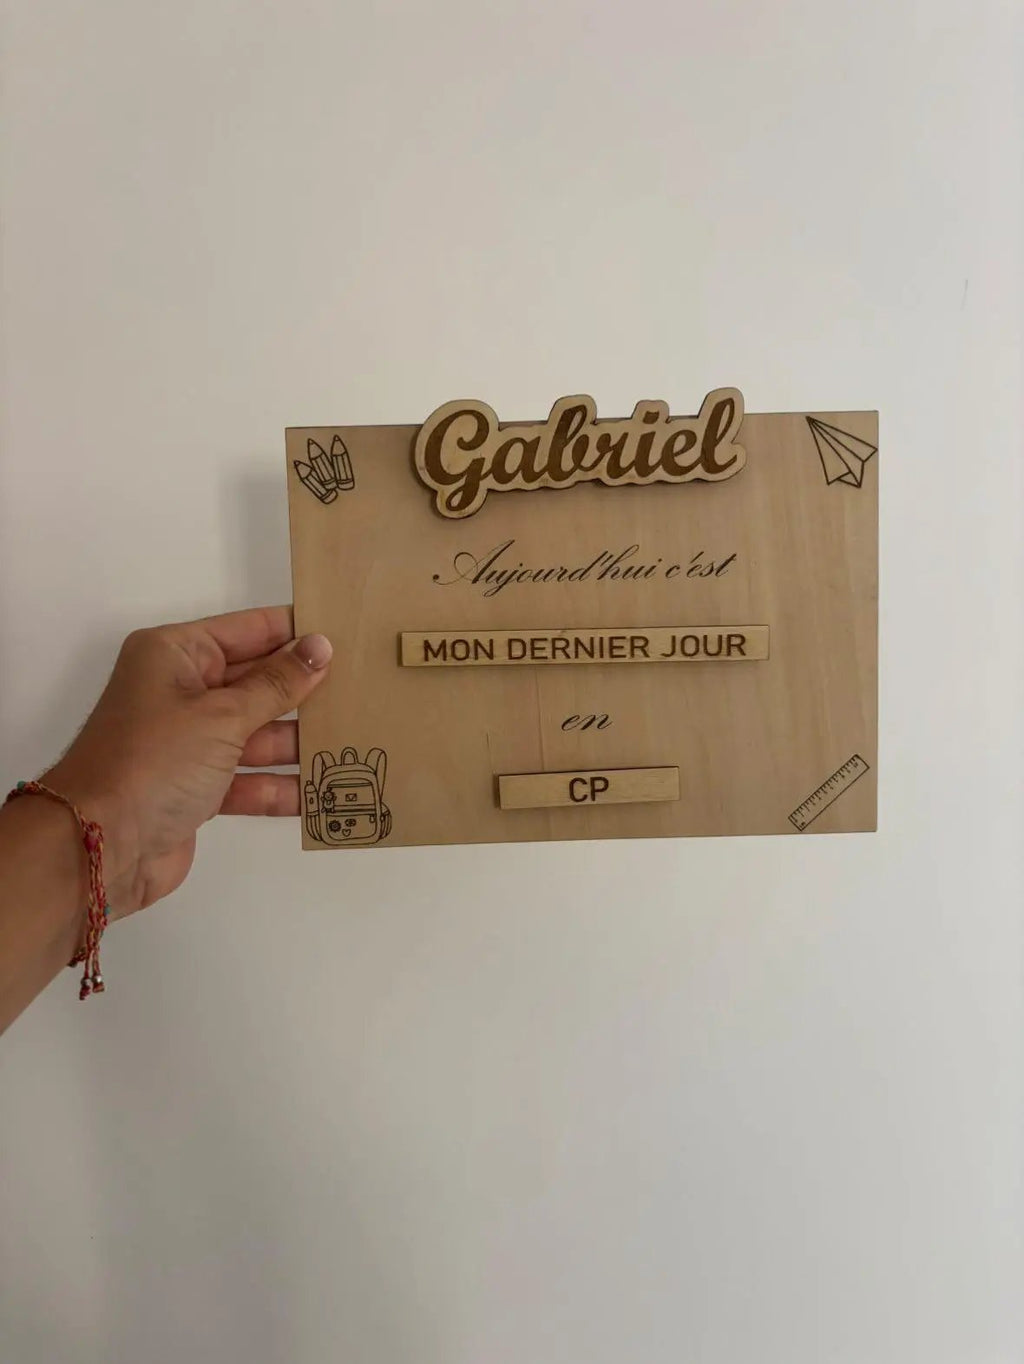 Gabriel
Aujourd'hui c'est
MON DERNIER JOUR
en
CP